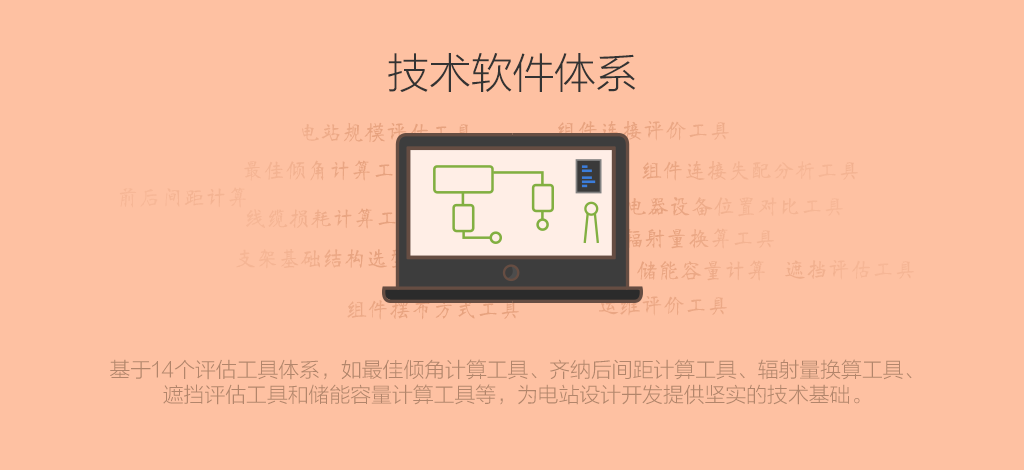 技术软件体系
电站规模评估工具
组件连接评价工具
最佳倾角计算工
组件连接失配分析工具
前后间距计算
线缆损耗计算工
电器设备位置对比工具
辐射量换算工具
支架基础结构选型
储能容量计算
遮挡评估工具
组件摆布方式工具
运维评价工具
基于14个评估工具体系，如最佳倾角计算工具、齐纳后间距计算工具、辐射量换算工具、
遮挡评估工具和储能容量计算工具等，为电站设计开发提供坚实的技术基础。